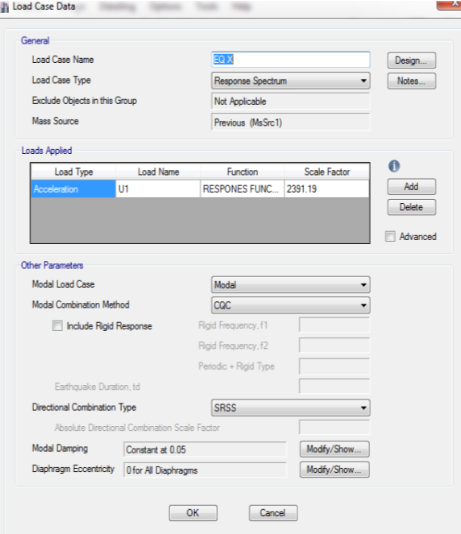 Load Case Data
Detailing Options Tools Help
General
Load Case Name EQ X Design...
Load Case Type Response Spectrum Notes...
Exclude Objects in this Group Not Applicable
Mass Source Previous (MsSrc1)
Loads Applied
Load Type Load Name Function Scale Factor
Acceleration U1 RESPONES FUNC... 2391.19
Add
Delete
Advanced
Other Parameters
Modal Load Case Modal
Modal Combination Method CQC
Include Rigid Response Rigid Frequency, f1
Rigid Frequency, f2
Periodic + Rigid Type
Earthquake Duration, td
Directional Combination Type SRSS
Absolute Directional Combination Scale Factor
Modal Damping Constant at 0.05 Modify/Show...
Diaphragm Eccentricity 0 for All Diaphragms Modify/Show...
OK Cancel